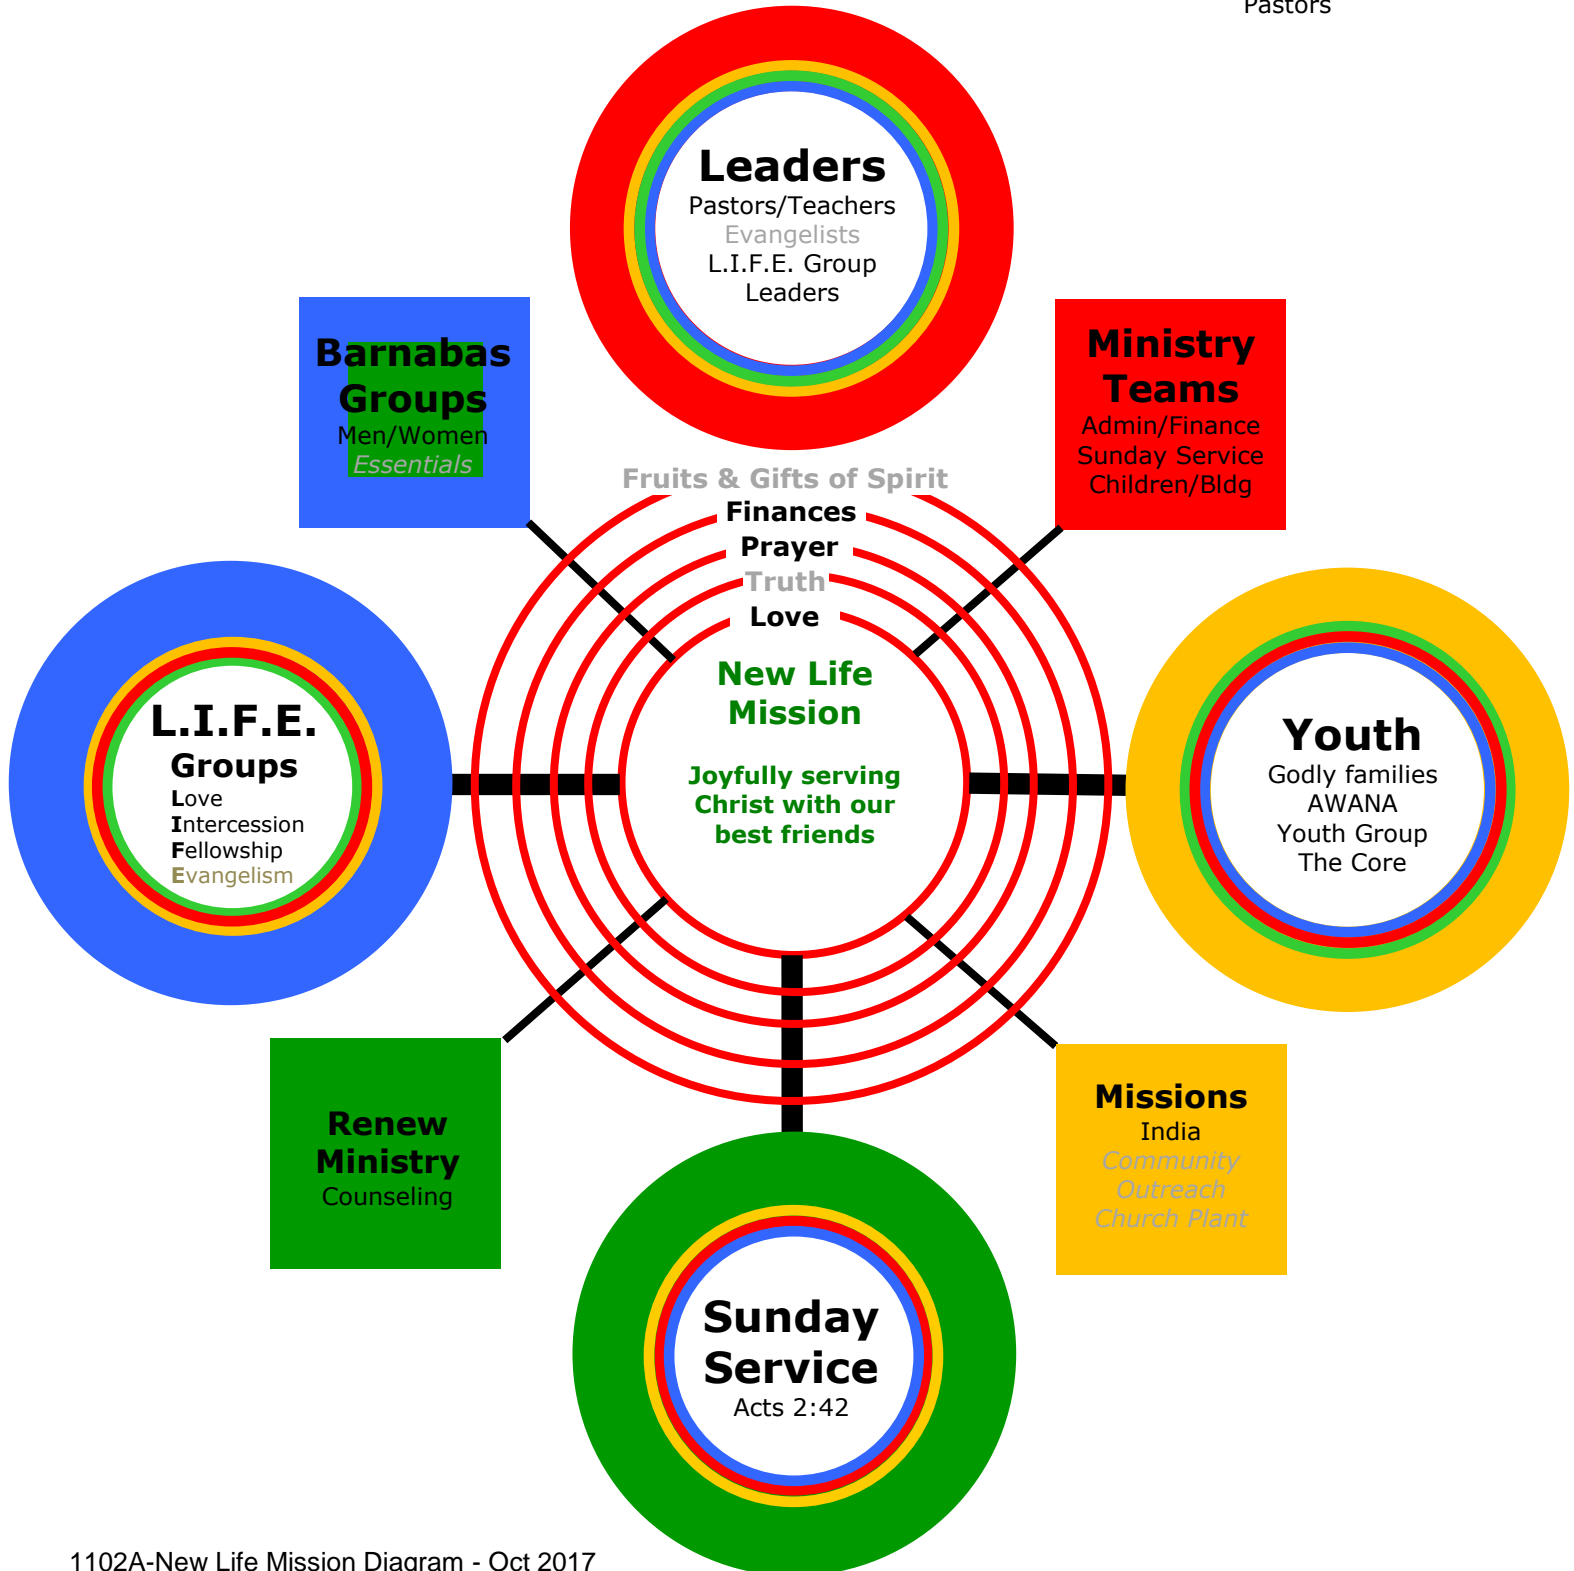 Pastors
Leaders
Pastors/Teachers
Evangelists
L.I.F.E. Group
Leaders
Barnabas
Groups
Men/Women
Essentials
Ministry
Teams
Admin/Finance
Sunday Service
Children/Bldg
Fruits & Gifts of Spirit
Finances
Prayer
Truth
Love
New Life
Mission
Joyfully serving
Christ with our
best friends
L.I.F.E.
Groups
Love
Intercession
Fellowship
Evangelism
Youth
Godly families
AWANA
Youth Group
The Core
Renew
Ministry
Counseling
Missions
India
Community
Outreach
Church Plant
Sunday
Service
Acts 2:42
1102A-New Life Mission Diagram - Oct 2017